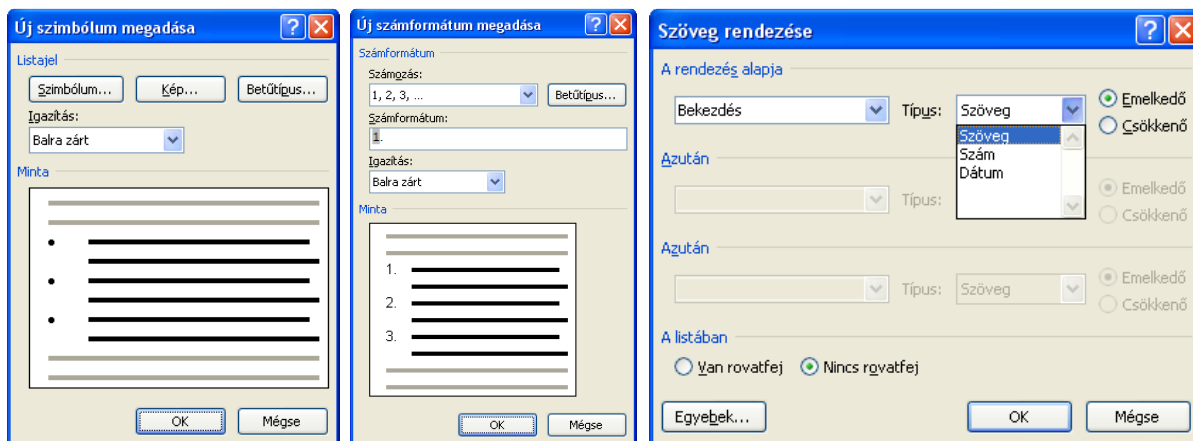 Új szimbólum megadása
Listajel
Szimbólum... Kép... Betűtípus...
Igazítás:
Balra zárt
Minta
OK Mégse
Új számformátum megadása
Számformátum
Számozás:
1, 2, 3, ... Betűtípus...
Számformátum:
1.
Igazítás:
Balra zárt
Minta
1.
2.
3.
OK Mégse
Szöveg rendezése
A rendezés alapja
Bekezdés Típus: Szöveg Emelkedő
Csökkenő
Szöveg
Szám
Dátum
Azután
Típus: Emelkedő
Csökkenő
Azután
Típus: Szöveg Emelkedő
Csökkenő
A listában
Van rovatfej Nincs rovatfej
Egyebek... OK Mégse